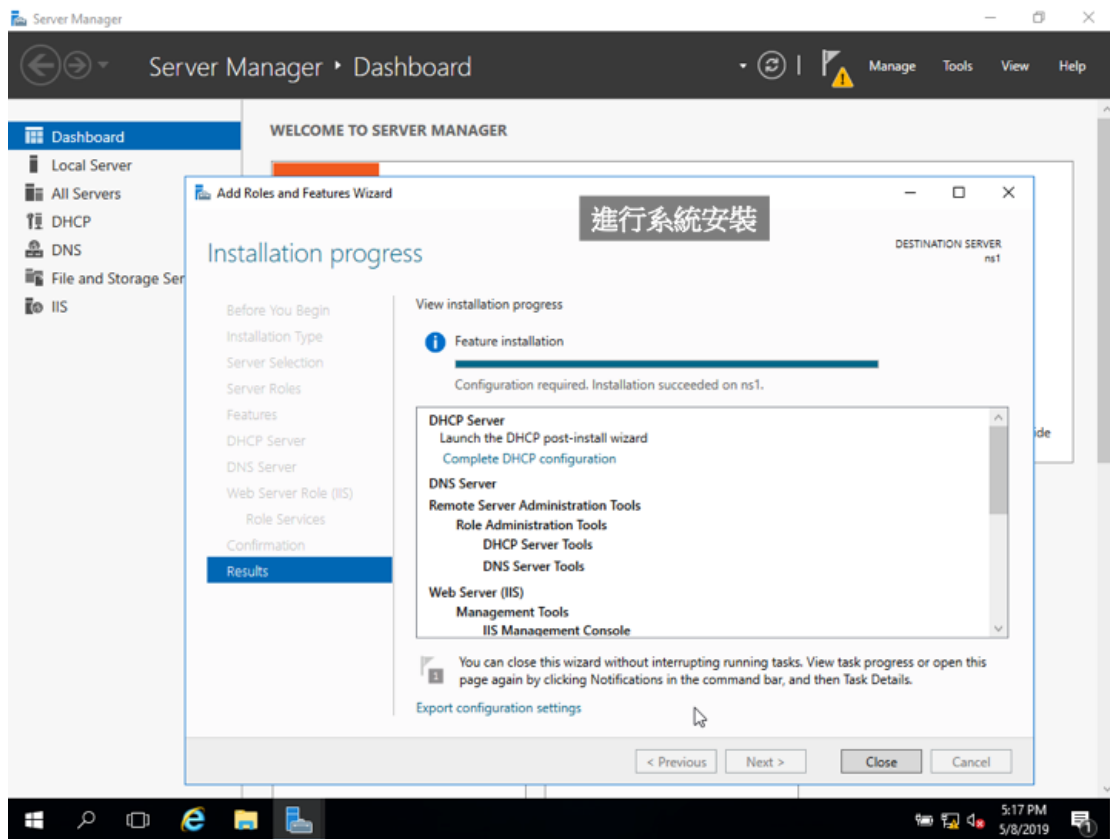 Server Manager
Server Manager ‣ Dashboard
Manage Tools View Help
Dashboard
Local Server
All Servers
DHCP
DNS
File and Storage Ser
IIS
WELCOME TO SERVER MANAGER
Add Roles and Features Wizard
進行系統安裝
Installation progress
DESTINATION SERVER
ns1
Before You Begin
Installation Type
Server Selection
Server Roles
Features
DHCP Server
DNS Server
Web Server Role (IIS)
Role Services
Confirmation
Results
View installation progress
Feature installation
Configuration required. Installation succeeded on ns1.
DHCP Server
Launch the DHCP post-install wizard
Complete DHCP configuration
DNS Server
Remote Server Administration Tools
Role Administration Tools
DHCP Server Tools
DNS Server Tools
Web Server (IIS)
Management Tools
IIS Management Console
1
You can close this wizard without interrupting running tasks. View task progress or open this
page again by clicking Notifications in the command bar, and then Task Details.
Export configuration settings
< Previous Next > Close Cancel
ide
5:17 PM
5/8/2019
1